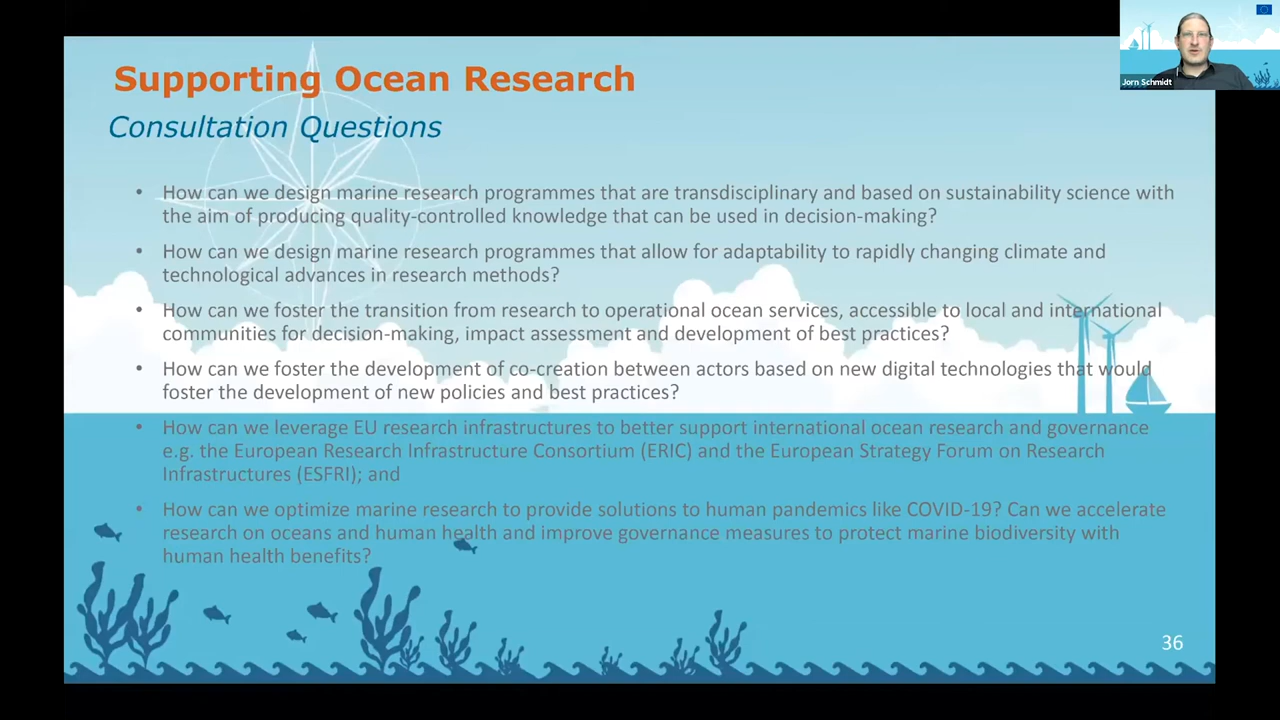 Jorn Schmidt
Supporting Ocean Research
Consultation Questions
• How can we design marine research programmes that are transdisciplinary and based on sustainability science with
the aim of producing quality-controlled knowledge that can be used in decision-making?
• How can we design marine research programmes that allow for adaptability to rapidly changing climate and
technological advances in research methods?
• How can we foster the transition from research to operational ocean services, accessible to local and international
communities for decision-making, impact assessment and development of best practices?
• How can we foster the development of co-creation between actors based on new digital technologies that would
foster the development of new policies and best practices?
• How can we leverage EU research infrastructures to better support international ocean research and governance
e.g. the European Research Infrastructure Consortium (ERIC) and the European Strategy Forum on Research
Infrastructures (ESFRI); and
• How can we optimize marine research to provide solutions to human pandemics like COVID-19? Can we accelerate
research on oceans and human health and improve governance measures to protect marine biodiversity with
human health benefits?
36